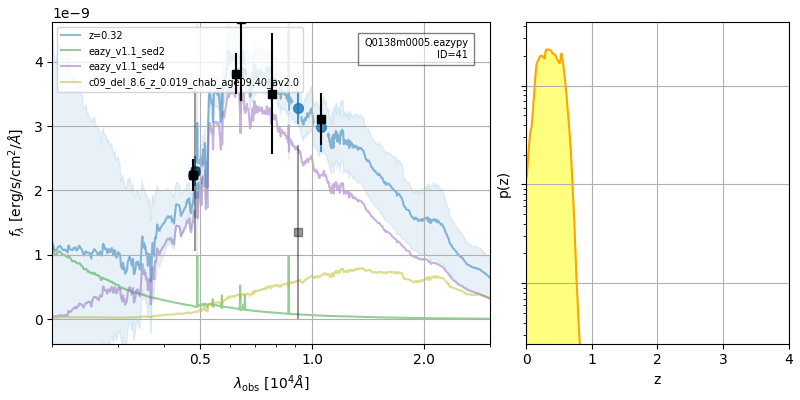 1e−9
z=0.32
eazy_v1.1_sed2
eazy_v1.1_sed4
c09_del_8.6_z_0.019_chab_age09.40_av2.0
Q0138m0005.eazypy
ID=41
4
3
2
1
0
fλ [erg/s/cm²/Å]
0.5
1.0
2.0
λobs [10⁴Å]
p(z)
0
1
2
3
4
z